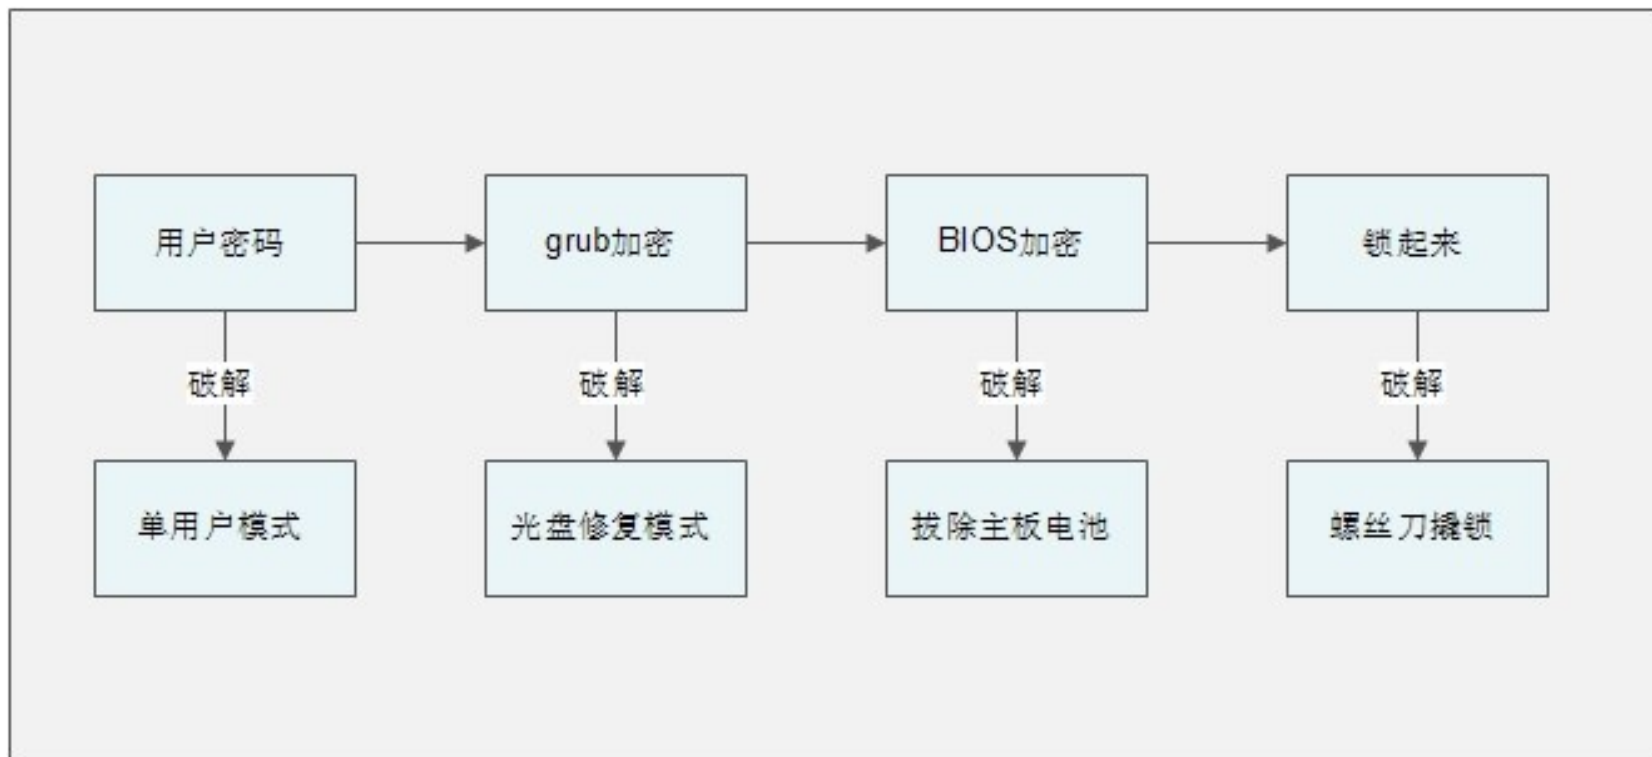 用户密码
grub加密
BIOS加密
锁起来
破解
破解
破解
破解
单用户模式
光盘修复模式
拔除主板电池
螺丝刀撬锁